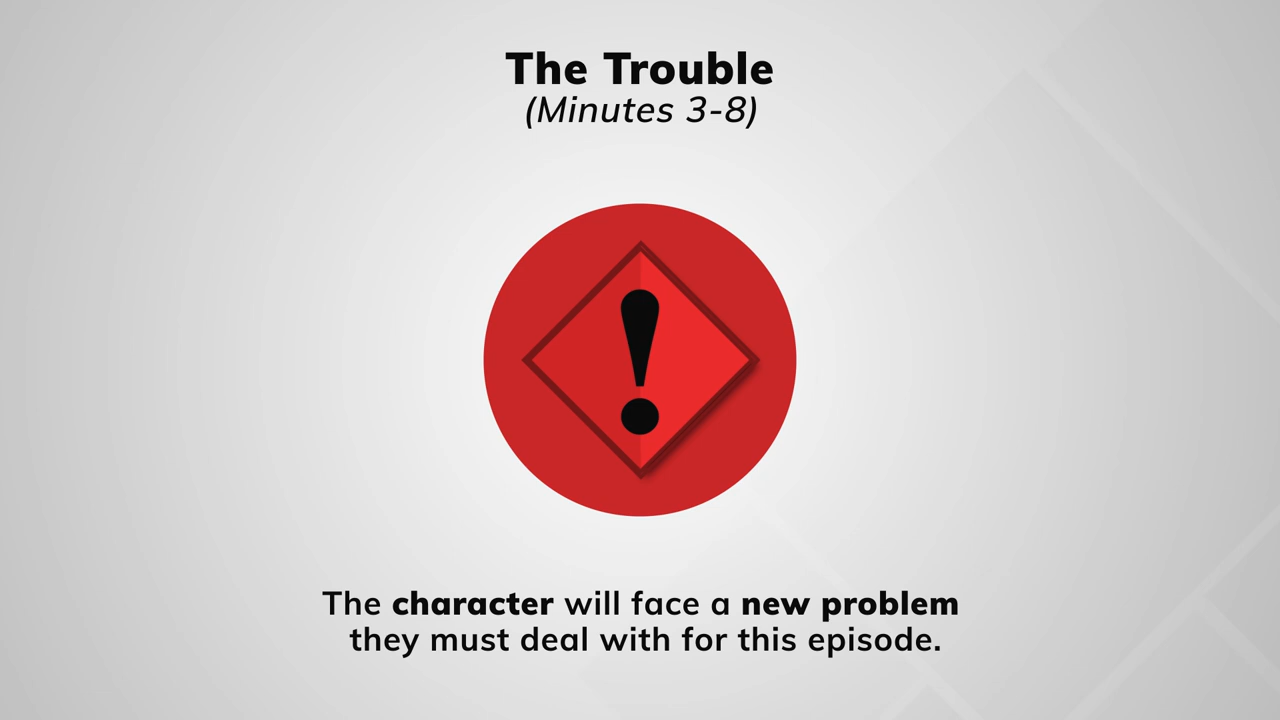 The Trouble
(Minutes 3-8)
The character will face a new problem
they must deal with for this episode.